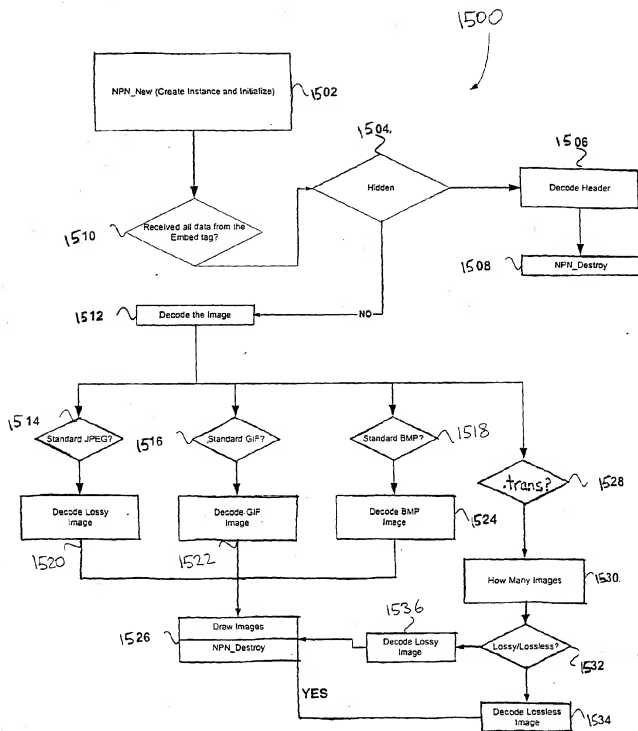 1500
NPN_New (Create Instance and Initialize)
1502
1504.
Hidden
1506
Decode Header
Received all data from the
Embed tag?
1510
1508
NPN_Destroy
1512
Decode the Image
NO
1514
Standard JPEG?
1516
Standard GIF?
Standard BMP?
1518
.trans?
1528
Decode Lossy
Image
Decode GIF
Image
Decode BMP
Image
1524
1520
1522
How Many Images
1530
1526
Draw Images
NPN_Destroy
1536
Decode Lossy
Image
Lossy/Lossless?
1532
YES
Decode Lossless
Image
1534